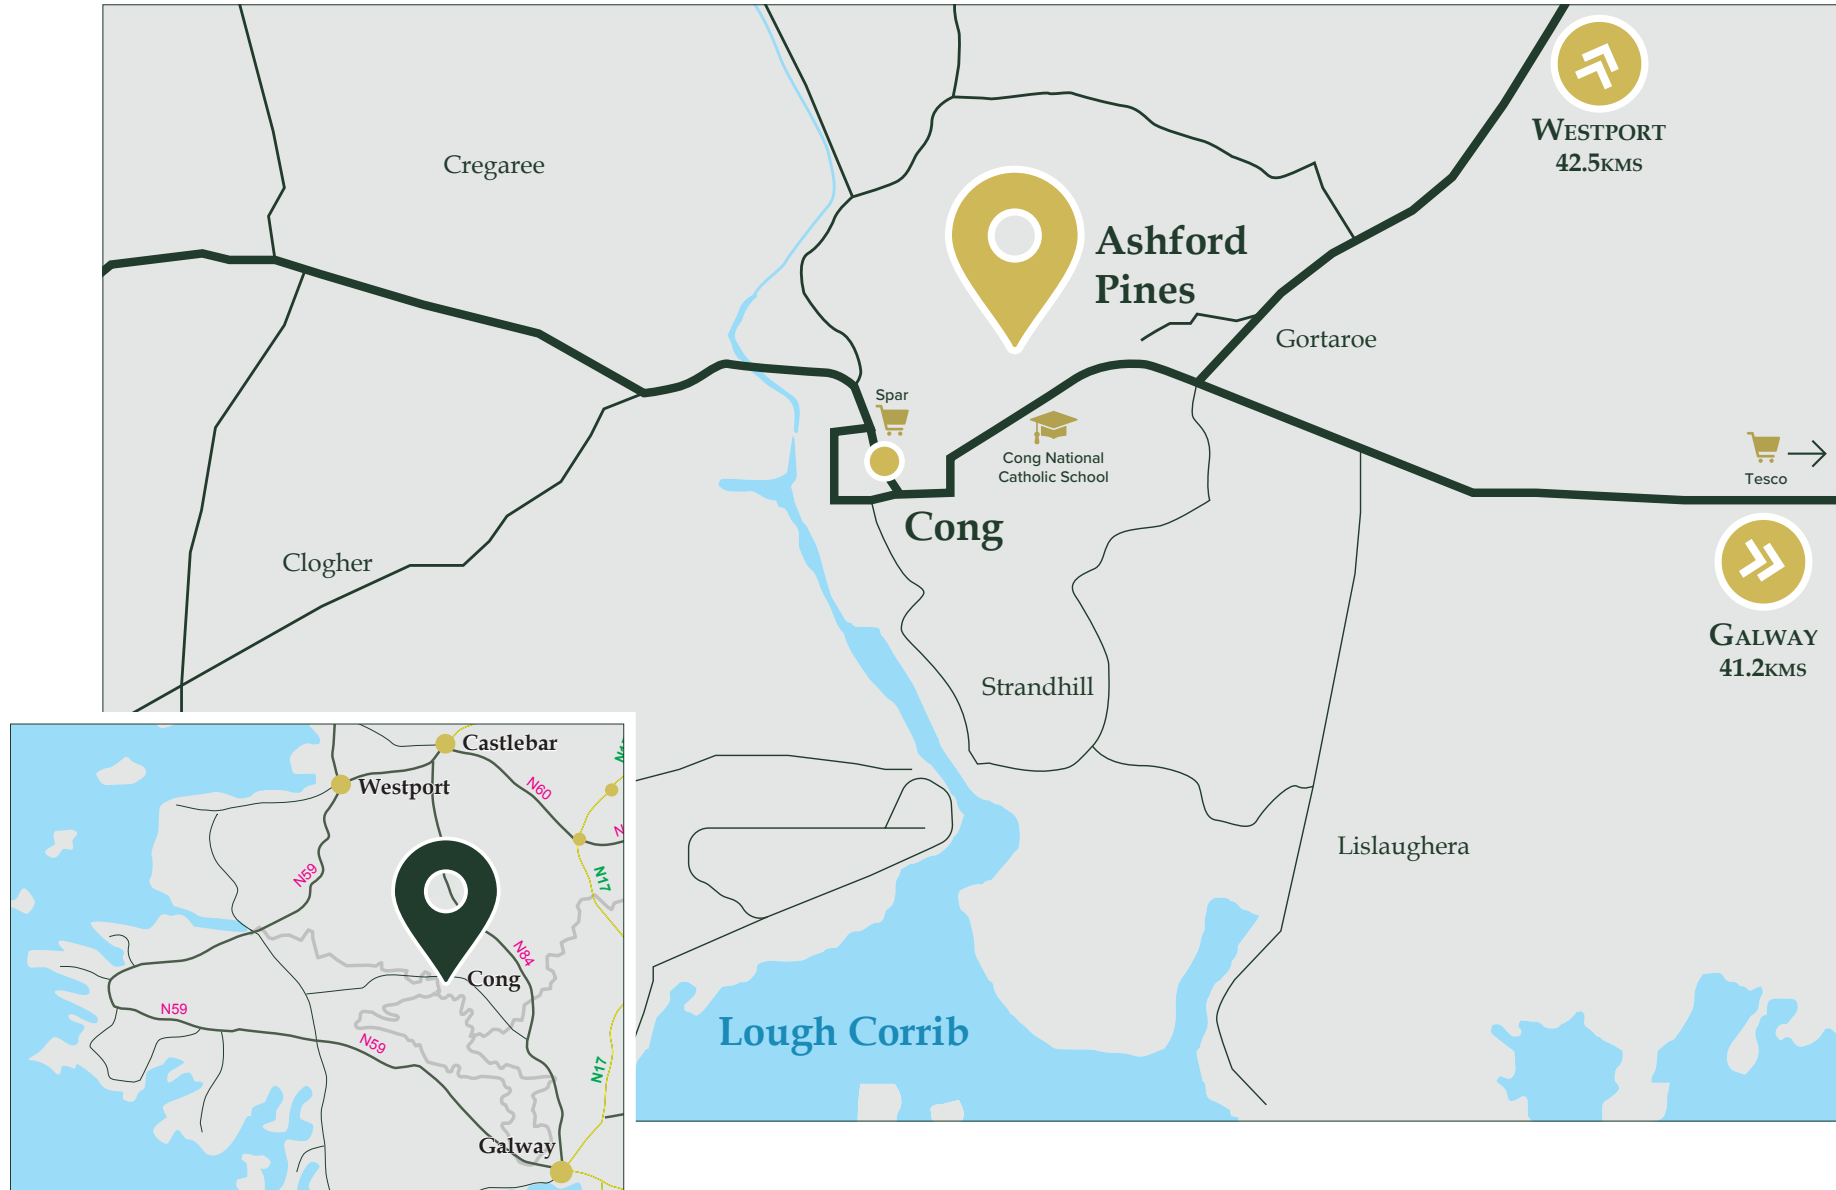 WESTPORT
42.5KMS
Cregaree
Ashford
Pines
Gortaroe
Spar
Cong National
Catholic School
Tesco
Cong
Clogher
GALWAY
41.2KMS
Strandhill
Lislaughera
Lough Corrib
Castlebar
Westport
N60
N59
N17
N84
Cong
N59
N59
N17
Galway